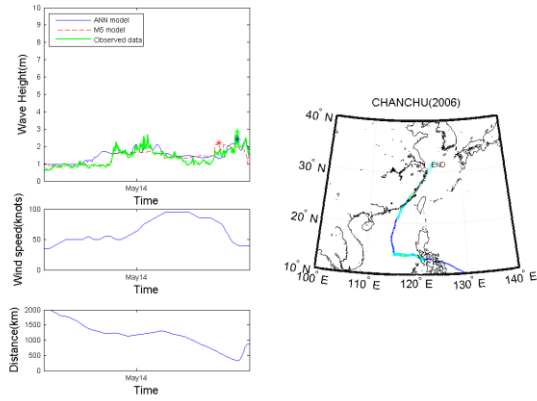 10
9
8
7
6
5
4
3
2
1
0
Wave Height(m)
ANN model
M5 model
Observed data
May14
Time
100
50
0
Wind speed(knots)
May14
Time
2000
1500
1000
500
0
Distance(km)
May14
Time
CHANCHU(2006)
40° N
30° N
20° N
10° N
END
100° E
110° E
120° E
130° E
140° E